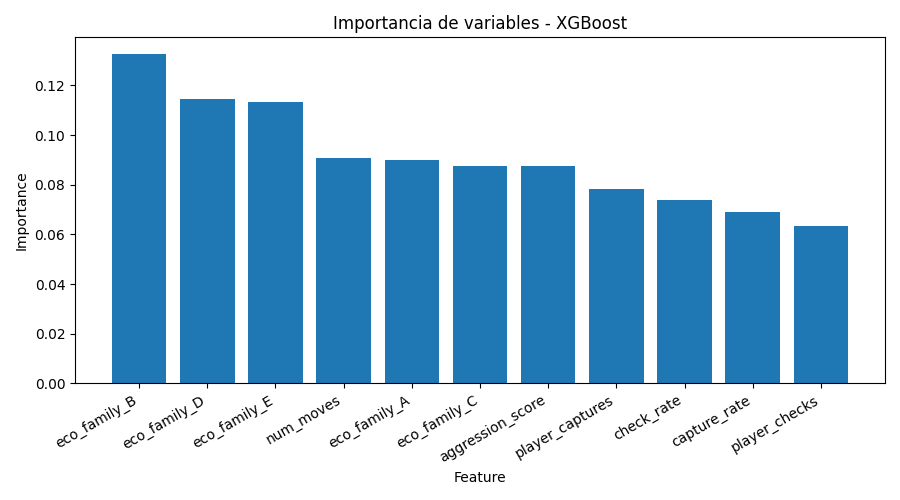 Importancia de variables - XGBoost
Importance
0.12
0.10
0.08
0.06
0.04
0.02
0.00
eco_family_B
eco_family_D
eco_family_E
num_moves
eco_family_A
eco_family_C
aggression_score
player_captures
check_rate
capture_rate
player_checks
Feature